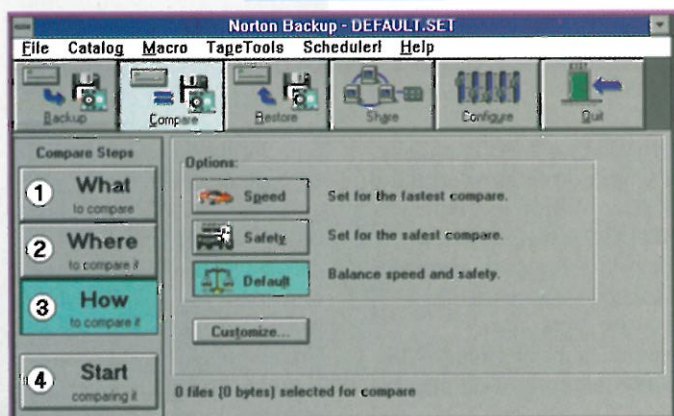 Norton Backup - DEFAULT.SET
File Catalog Macro TapeTools Scheduler! Help
Backup Compare Restore Share Configure Quit
EXIT
Compare Steps
1 What
to compare
2 Where
to compare it
3 How
to compare it
4 Start
comparing it
Options:
Speed Set for the fastest compare.
Safety Set for the safest compare.
Default Balance speed and safety.
Customize...
0 files (0 bytes) selected for compare